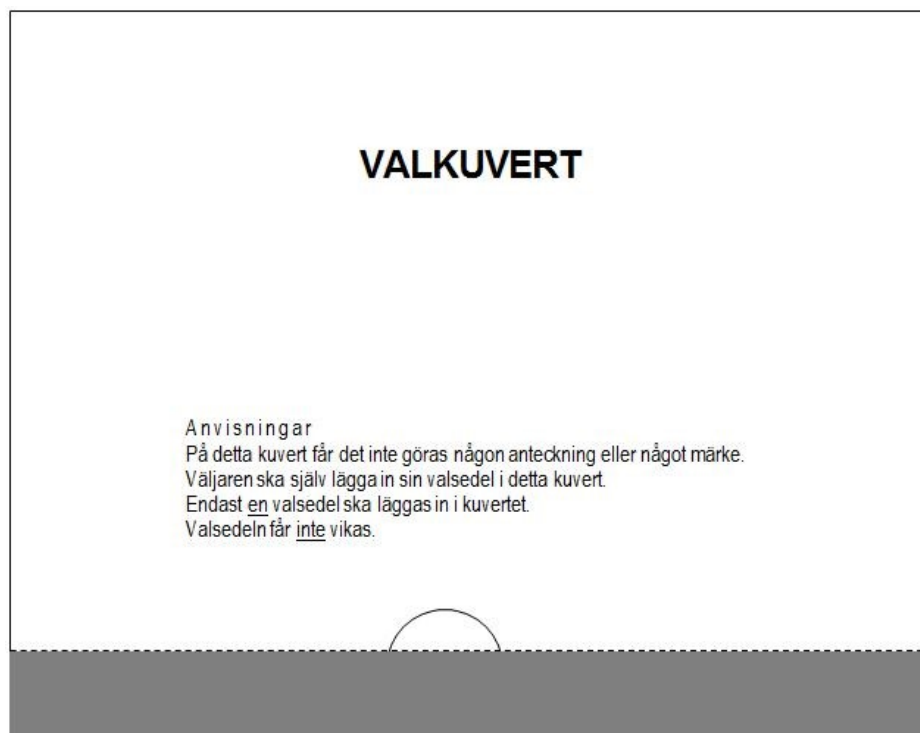 VALKUVERT
Anvisningar
På detta kuvert får det inte göras någon anteckning eller något märke.
Väljaren ska själv lägga in sin valsedel i detta kuvert.
Endast en valsedel ska läggas in i kuvertet.
Valsedeln får inte vikas.